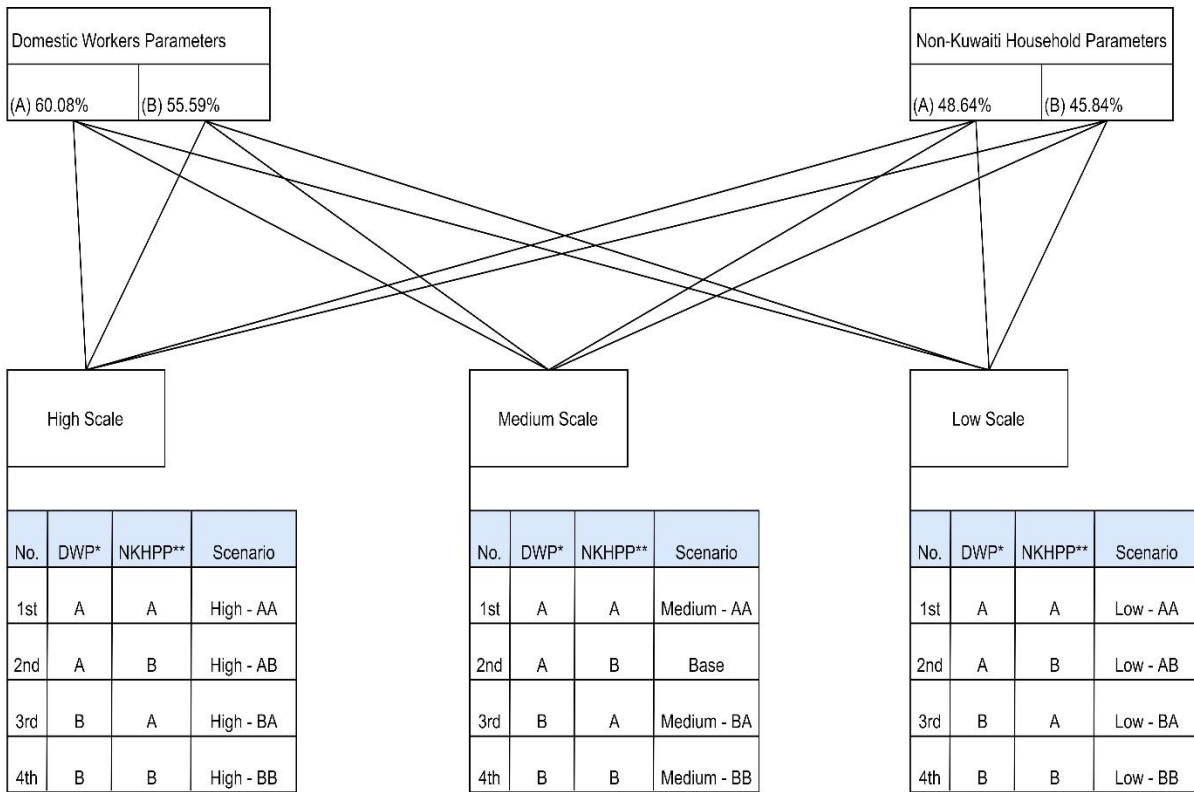 Domestic Workers Parameters
(A) 60.08% (B) 55.59%
Non-Kuwaiti Household Parameters
(A) 48.64% (B) 45.84%
High Scale
No. DWP* NKHPP** Scenario
1st A A High - AA
2nd A B High - AB
3rd B A High - BA
4th B B High - BB
Medium Scale
No. DWP* NKHPP** Scenario
1st A A Medium - AA
2nd A B Base
3rd B A Medium - BA
4th B B Medium - BB
Low Scale
No. DWP* NKHPP** Scenario
1st A A Low - AA
2nd A B Low - AB
3rd B A Low - BA
4th B B Low - BB